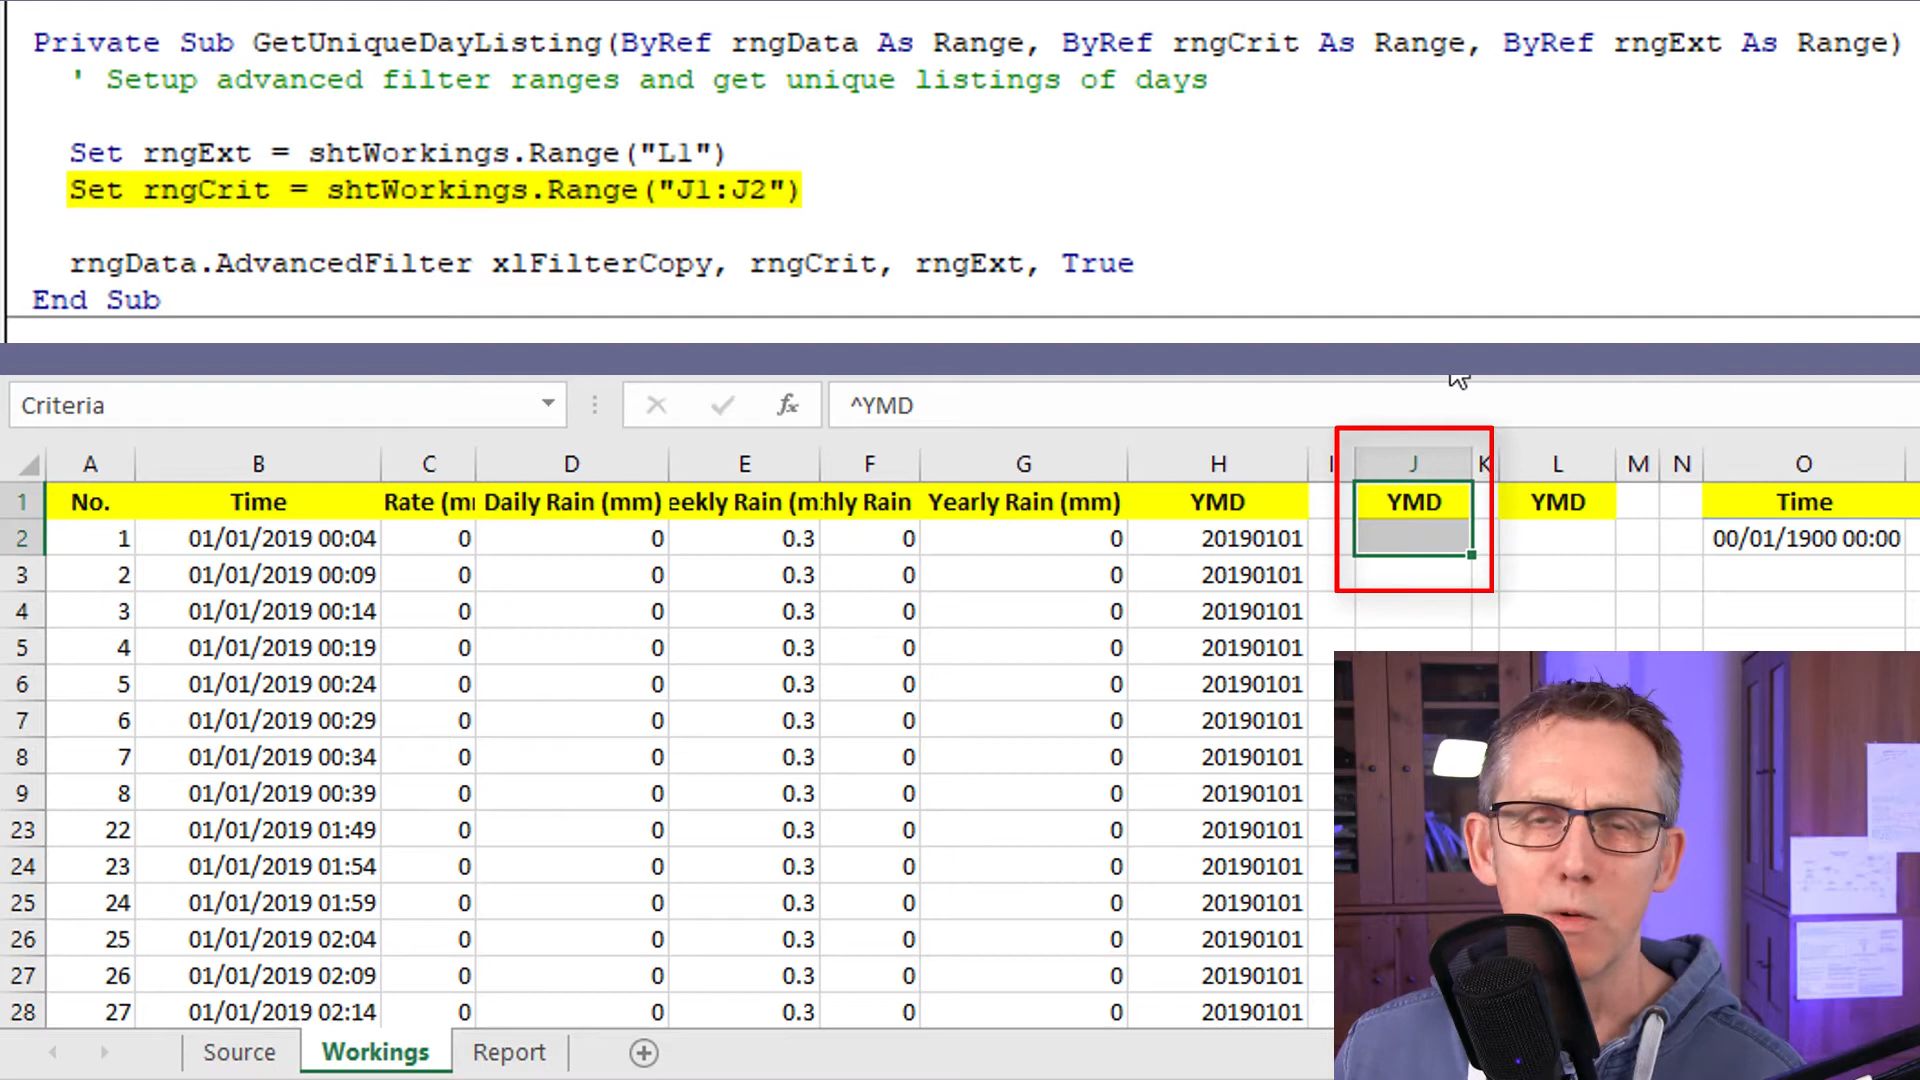 Private Sub GetUniqueDayListing(ByRef rngData As Range, ByRef rngCrit As Range, ByRef rngExt As Range)
' Setup advanced filter ranges and get unique listings of days
Set rngExt = shtWorkings.Range("L1")
Set rngCrit = shtWorkings.Range("J1:J2")
rngData.AdvancedFilter xlFilterCopy, rngCrit, rngExt, True
End Sub
Criteria fx ^YMD
A B C D E F G H I J K L M N O
1 No. Time Rate (m Daily Rain (mm) eekly Rain (m hly Rain Yearly Rain (mm) YMD YMD YMD Time
2 1 01/01/2019 00:04 0 0 0.3 0 0 20190101 00/01/1900 00:00
3 2 01/01/2019 00:09 0 0 0.3 0 0 20190101
4 3 01/01/2019 00:14 0 0 0.3 0 0 20190101
5 4 01/01/2019 00:19 0 0 0.3 0 0 20190101
6 5 01/01/2019 00:24 0 0 0.3 0 0 20190101
7 6 01/01/2019 00:29 0 0 0.3 0 0 20190101
8 7 01/01/2019 00:34 0 0 0.3 0 0 20190101
9 8 01/01/2019 00:39 0 0 0.3 0 0 20190101
23 22 01/01/2019 01:49 0 0 0.3 0 0 20190101
24 23 01/01/2019 01:54 0 0 0.3 0 0 20190101
25 24 01/01/2019 01:59 0 0 0.3 0 0 20190101
26 25 01/01/2019 02:04 0 0 0.3 0 0 20190101
27 26 01/01/2019 02:09 0 0 0.3 0 0 20190101
28 27 01/01/2019 02:14 0 0 0.3 0 0 20190101
Source Workings Report